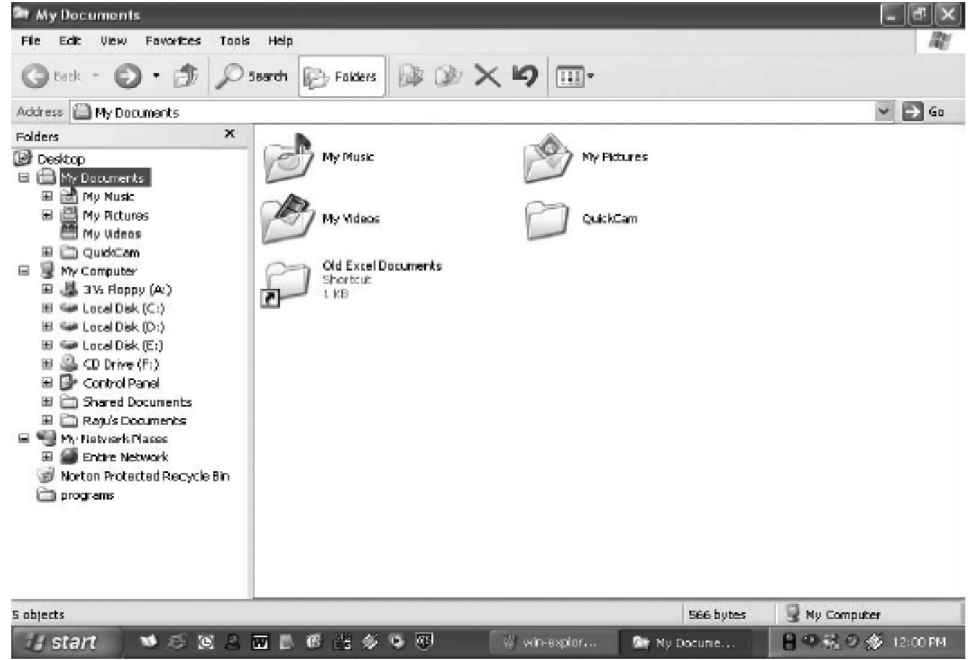 My Documents
File Edit View Favorites Tools Help
Back Search Folders
Address My Documents Go
Folders
Desktop
My Documents
My Music
My Pictures
My Videos
QuickCam
My Computer
3½ Floppy (A:)
Local Disk (C:)
Local Disk (D:)
Local Disk (E:)
CD Drive (F:)
Control Panel
Shared Documents
Raju's Documents
My Network Places
Entire Network
Norton Protected Recycle Bin
programs
My Music
My Pictures
My Videos
QuickCam
Old Excel Documents
Shortcut
1 KB
5 objects 566 bytes My Computer
start win-explor... My Docume... 12:00 PM